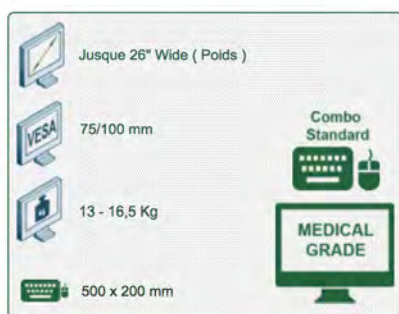 Jusque 26" Wide ( Poids )
VESA
75/100 mm
13 - 16,5 Kg
500 x 200 mm
Combo
Standard
MEDICAL
GRADE